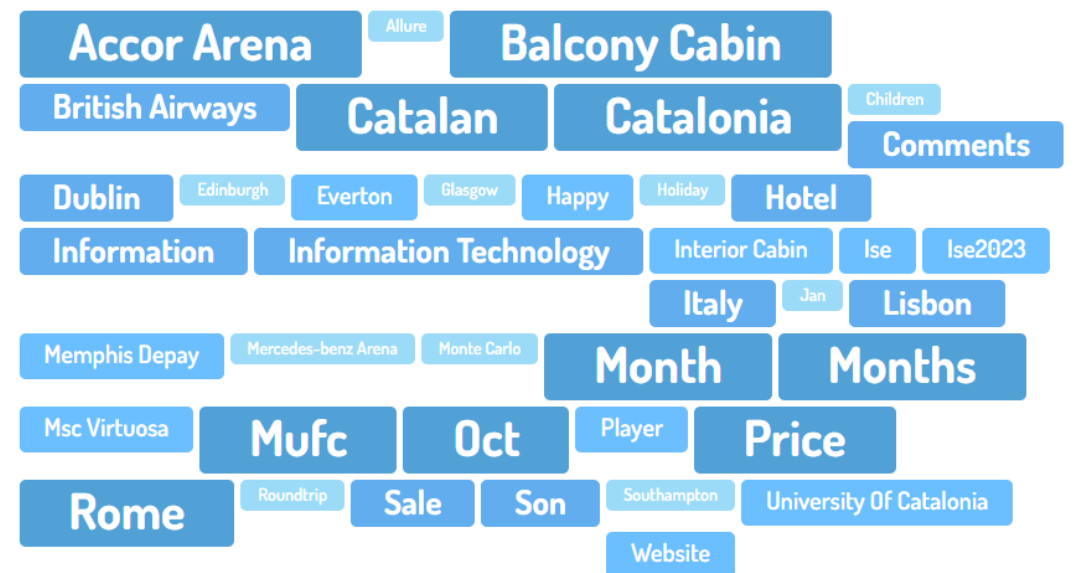 Accor Arena Allure Balcony Cabin
British Airways Catalan Catalonia Children
Comments
Dublin Edinburgh Everton Glasgow Happy Holiday Hotel
Information Information Technology Interior Cabin Ise Ise2023
Italy Jan Lisbon
Memphis Depay Mercedes-benz Arena Monte Carlo Month Months
Msc Virtuosa Mufc Oct Player Price
Rome Roundtrip Sale Son Southampton University Of Catalonia
Website